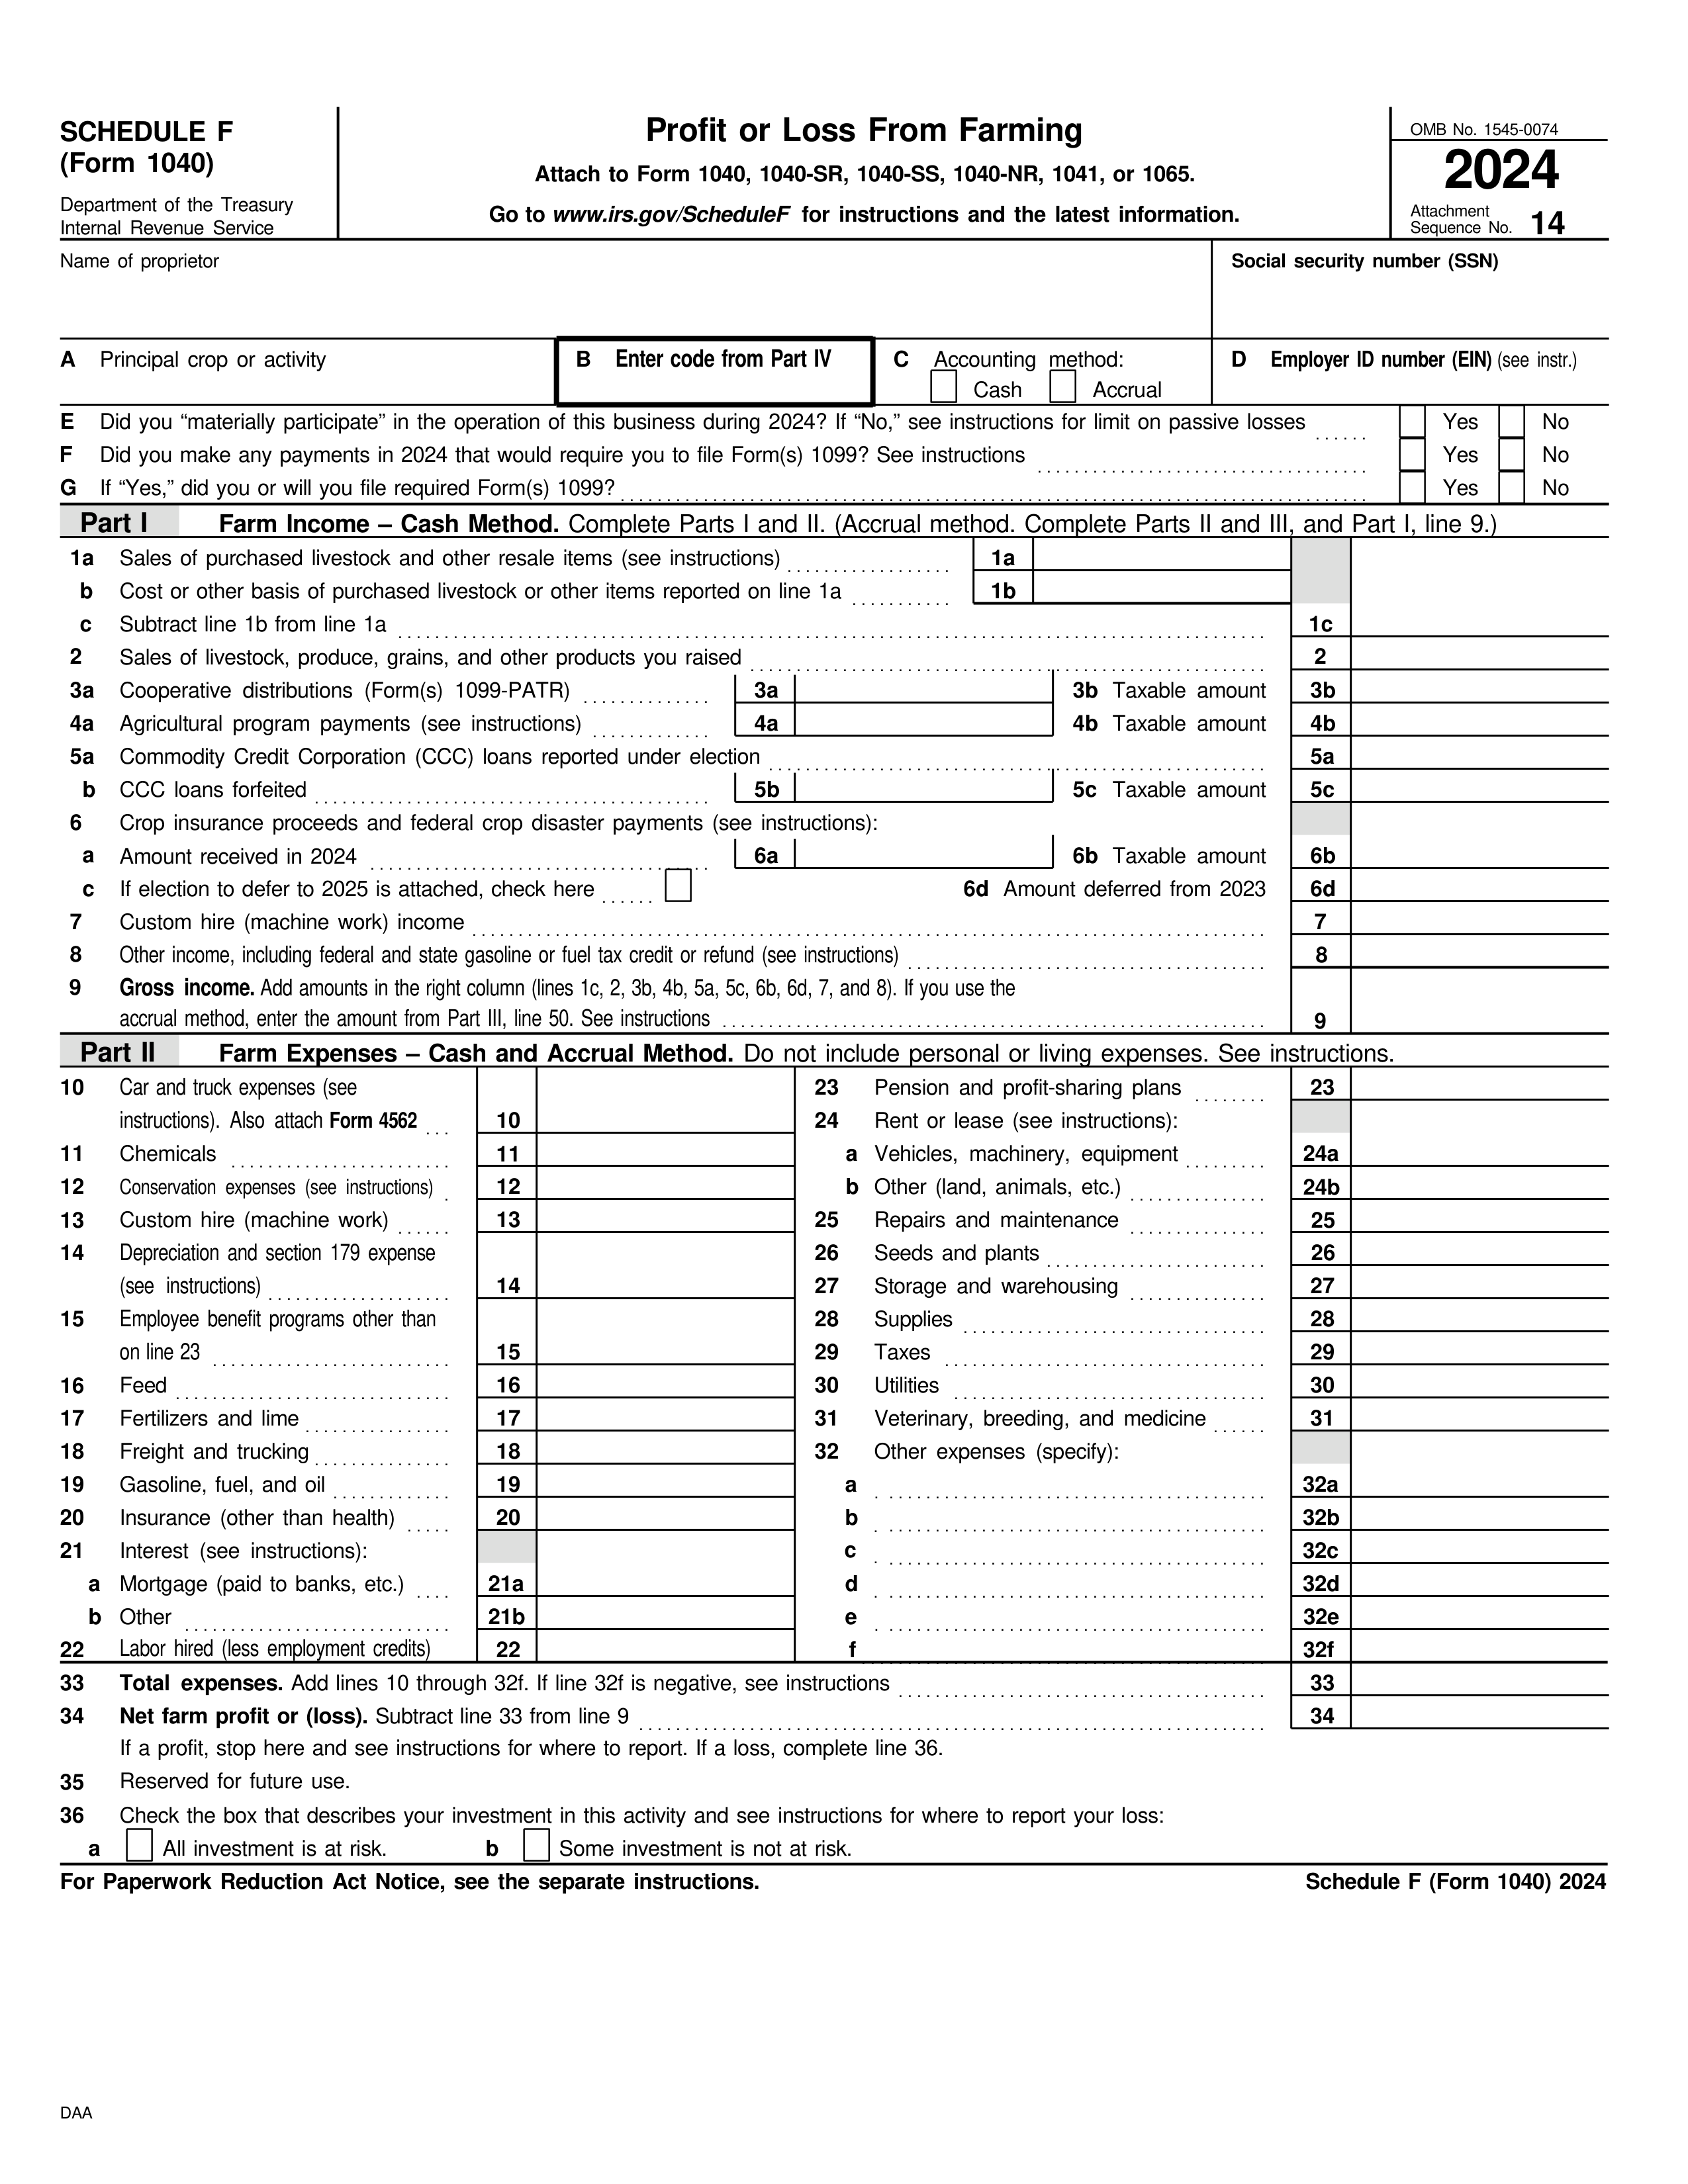 SCHEDULE F
(Form 1040)
Department of the Treasury
Internal Revenue Service
Profit or Loss From Farming
Attach to Form 1040, 1040-SR, 1040-SS, 1040-NR, 1041, or 1065.
Go to www.irs.gov/ScheduleF for instructions and the latest information.
OMB No. 1545-0074
2024
Attachment
Sequence No. 14
Name of proprietor
Social security number (SSN)
A Principal crop or activity
B Enter code from Part IV
C Accounting method:
Cash Accrual
D Employer ID number (EIN) (see instr.)
E Did you “materially participate” in the operation of this business during 2024? If “No,” see instructions for limit on passive losses Yes No
F Did you make any payments in 2024 that would require you to file Form(s) 1099? See instructions Yes No
G If “Yes,” did you or will you file required Form(s) 1099? Yes No
Part I Farm Income – Cash Method. Complete Parts I and II. (Accrual method. Complete Parts II and III, and Part I, line 9.)
1a Sales of purchased livestock and other resale items (see instructions) 1a
b Cost or other basis of purchased livestock or other items reported on line 1a 1b
c Subtract line 1b from line 1a 1c
2 Sales of livestock, produce, grains, and other products you raised 2
3a Cooperative distributions (Form(s) 1099-PATR) 3a 3b Taxable amount 3b
4a Agricultural program payments (see instructions) 4a 4b Taxable amount 4b
5a Commodity Credit Corporation (CCC) loans reported under election 5a
b CCC loans forfeited 5b 5c Taxable amount 5c
6 Crop insurance proceeds and federal crop disaster payments (see instructions):
a Amount received in 2024 6a 6b Taxable amount 6b
c If election to defer to 2025 is attached, check here 6d Amount deferred from 2023 6d
7 Custom hire (machine work) income 7
8 Other income, including federal and state gasoline or fuel tax credit or refund (see instructions) 8
9 Gross income. Add amounts in the right column (lines 1c, 2, 3b, 4b, 5a, 5c, 6b, 6d, 7, and 8). If you use the
accrual method, enter the amount from Part III, line 50. See instructions 9
Part II Farm Expenses – Cash and Accrual Method. Do not include personal or living expenses. See instructions.
10 Car and truck expenses (see
instructions). Also attach Form 4562 10
11 Chemicals 11
12 Conservation expenses (see instructions) 12
13 Custom hire (machine work) 13
14 Depreciation and section 179 expense
(see instructions) 14
15 Employee benefit programs other than
on line 23 15
16 Feed 16
17 Fertilizers and lime 17
18 Freight and trucking 18
19 Gasoline, fuel, and oil 19
20 Insurance (other than health) 20
21 Interest (see instructions):
a Mortgage (paid to banks, etc.) 21a
b Other 21b
22 Labor hired (less employment credits) 22
23 Pension and profit-sharing plans 23
24 Rent or lease (see instructions):
a Vehicles, machinery, equipment 24a
b Other (land, animals, etc.) 24b
25 Repairs and maintenance 25
26 Seeds and plants 26
27 Storage and warehousing 27
28 Supplies 28
29 Taxes 29
30 Utilities 30
31 Veterinary, breeding, and medicine 31
32 Other expenses (specify):
a 32a
b 32b
c 32c
d 32d
e 32e
f 32f
33 Total expenses. Add lines 10 through 32f. If line 32f is negative, see instructions 33
34 Net farm profit or (loss). Subtract line 33 from line 9 34
If a profit, stop here and see instructions for where to report. If a loss, complete line 36.
35 Reserved for future use.
36 Check the box that describes your investment in this activity and see instructions for where to report your loss:
a All investment is at risk. b Some investment is not at risk.
For Paperwork Reduction Act Notice, see the separate instructions. Schedule F (Form 1040) 2024
DAA